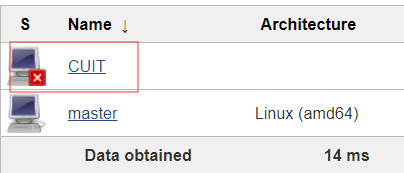 S Name ↓ Architecture
CUIT
master Linux (amd64)
Data obtained 14 ms